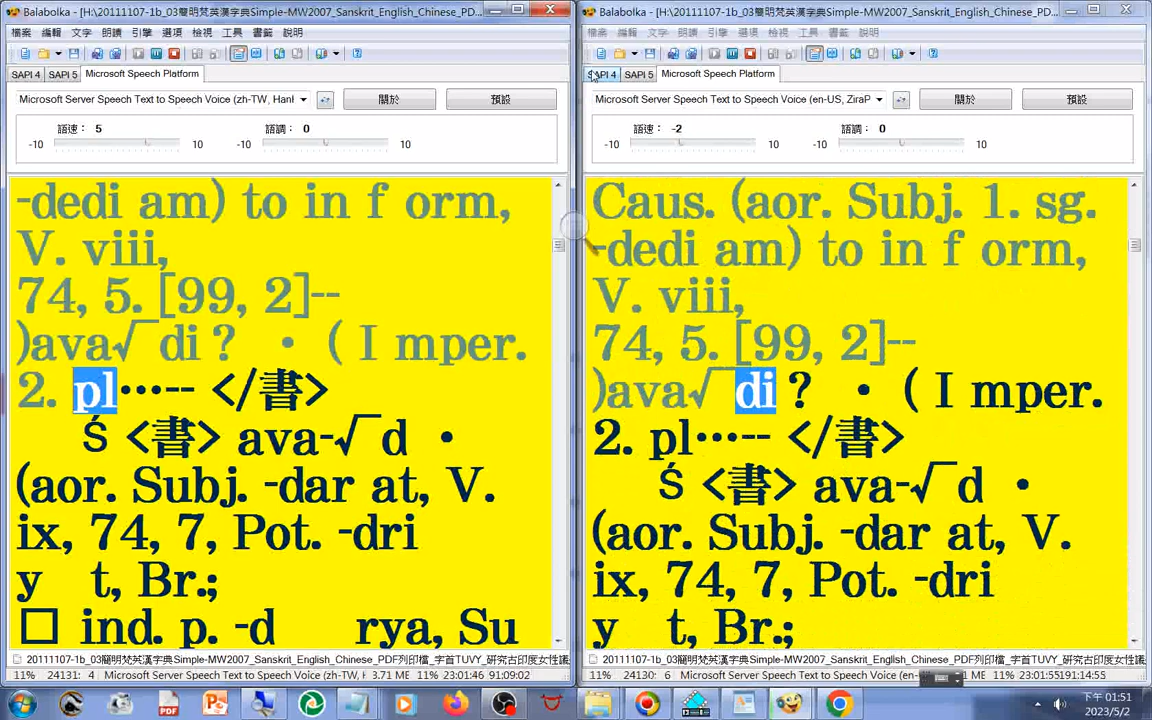 Balabolka - [H:\20111107-1b_03簡明梵英漢字典Simple-MW2007_Sanskrit_English_Chinese_PD...
檔案 編輯 文字 朗讀 引擎 選項 檢視 工具 書籤 說明
SAPI 4 SAPI 5 Microsoft Speech Platform
Microsoft Server Speech Text to Speech Voice (zh-TW, Hanl 關於 預設
語速： 5 語調： 0
-10 10 -10 10
-dedi am) to in f orm,
V. viii,
74, 5. [99, 2]--
)ava√ di ? • ( I mper.
2. pl…-- </書>
Ś <書> ava-√ d •
(aor. Subj. -dar at, V.
ix, 74, 7, Pot. -dri
y t, Br.;
□ ind. p. -d rya, Su
20111107-1b_03簡明梵英漢字典Simple-MW2007_Sanskrit_English_Chinese_PDF列印檔_字首TUVY_研究古印度女性議
11% 24131: 4 Microsoft Server Speech Text to Speech Voice (zh-TW, H 3.71 ME 11% 23:01:46 91:09:02
Balabolka - [H:\20111107-1b_03簡明梵英漢字典Simple-MW2007_Sanskrit_English_Chinese_PD...
檔案 編輯 文字 朗讀 引擎 選項 檢視 工具 書籤 說明
SAPI 4 SAPI 5 Microsoft Speech Platform
Microsoft Server Speech Text to Speech Voice (en-US, ZiraP 關於 預設
語速： -2 語調： 0
-10 10 -10 10
Caus. (aor. Subj. 1. sg.
-dedi am) to in f orm,
V. viii,
74, 5. [99, 2]--
)ava√ di ? • ( I mper.
2. pl…-- </書>
Ś <書> ava-√ d •
(aor. Subj. -dar at, V.
ix, 74, 7, Pot. -dri
y t, Br.;
20111107-1b_03簡明梵英漢字典Simple-MW2007_Sanskrit_English_Chinese_PDF列印檔_字首TUVY_研究古印度女性議
11% 24130: 6 Microsoft Server Speech Text to Speech Voice (en-U ME 11% 23:01:55 191:14:55
下午 01:51
2023/5/2